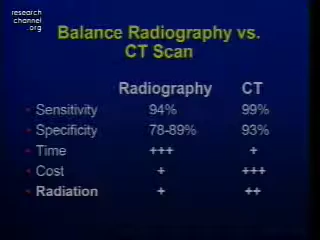 research
channel
.org
Balance Radiography vs.
CT Scan
Radiography CT
Sensitivity 94% 99%
Specificity 78-89% 93%
Time +++ +
Cost + +++
Radiation + ++